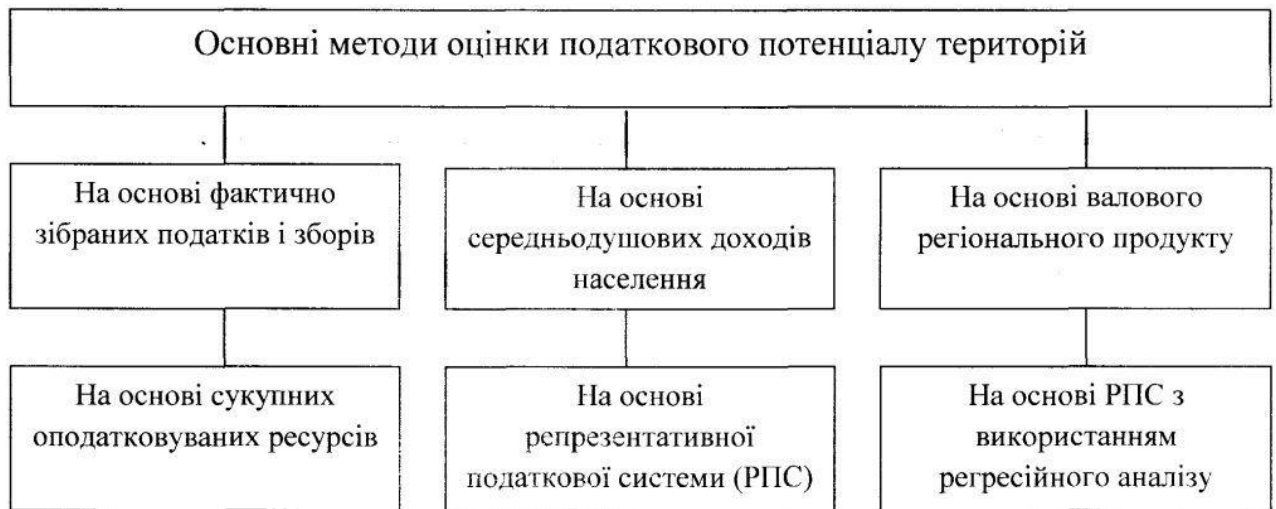 Основні методи оцінки податкового потенціалу територій
На основі фактично
зібраних податків і зборів
На основі
середньодушових доходів
населення
На основі валового
регіонального продукту
На основі сукупних
оподатковуваних ресурсів
На основі
репрезентативної
податкової системи (РПС)
На основі РПС з
використанням
регресійного аналізу